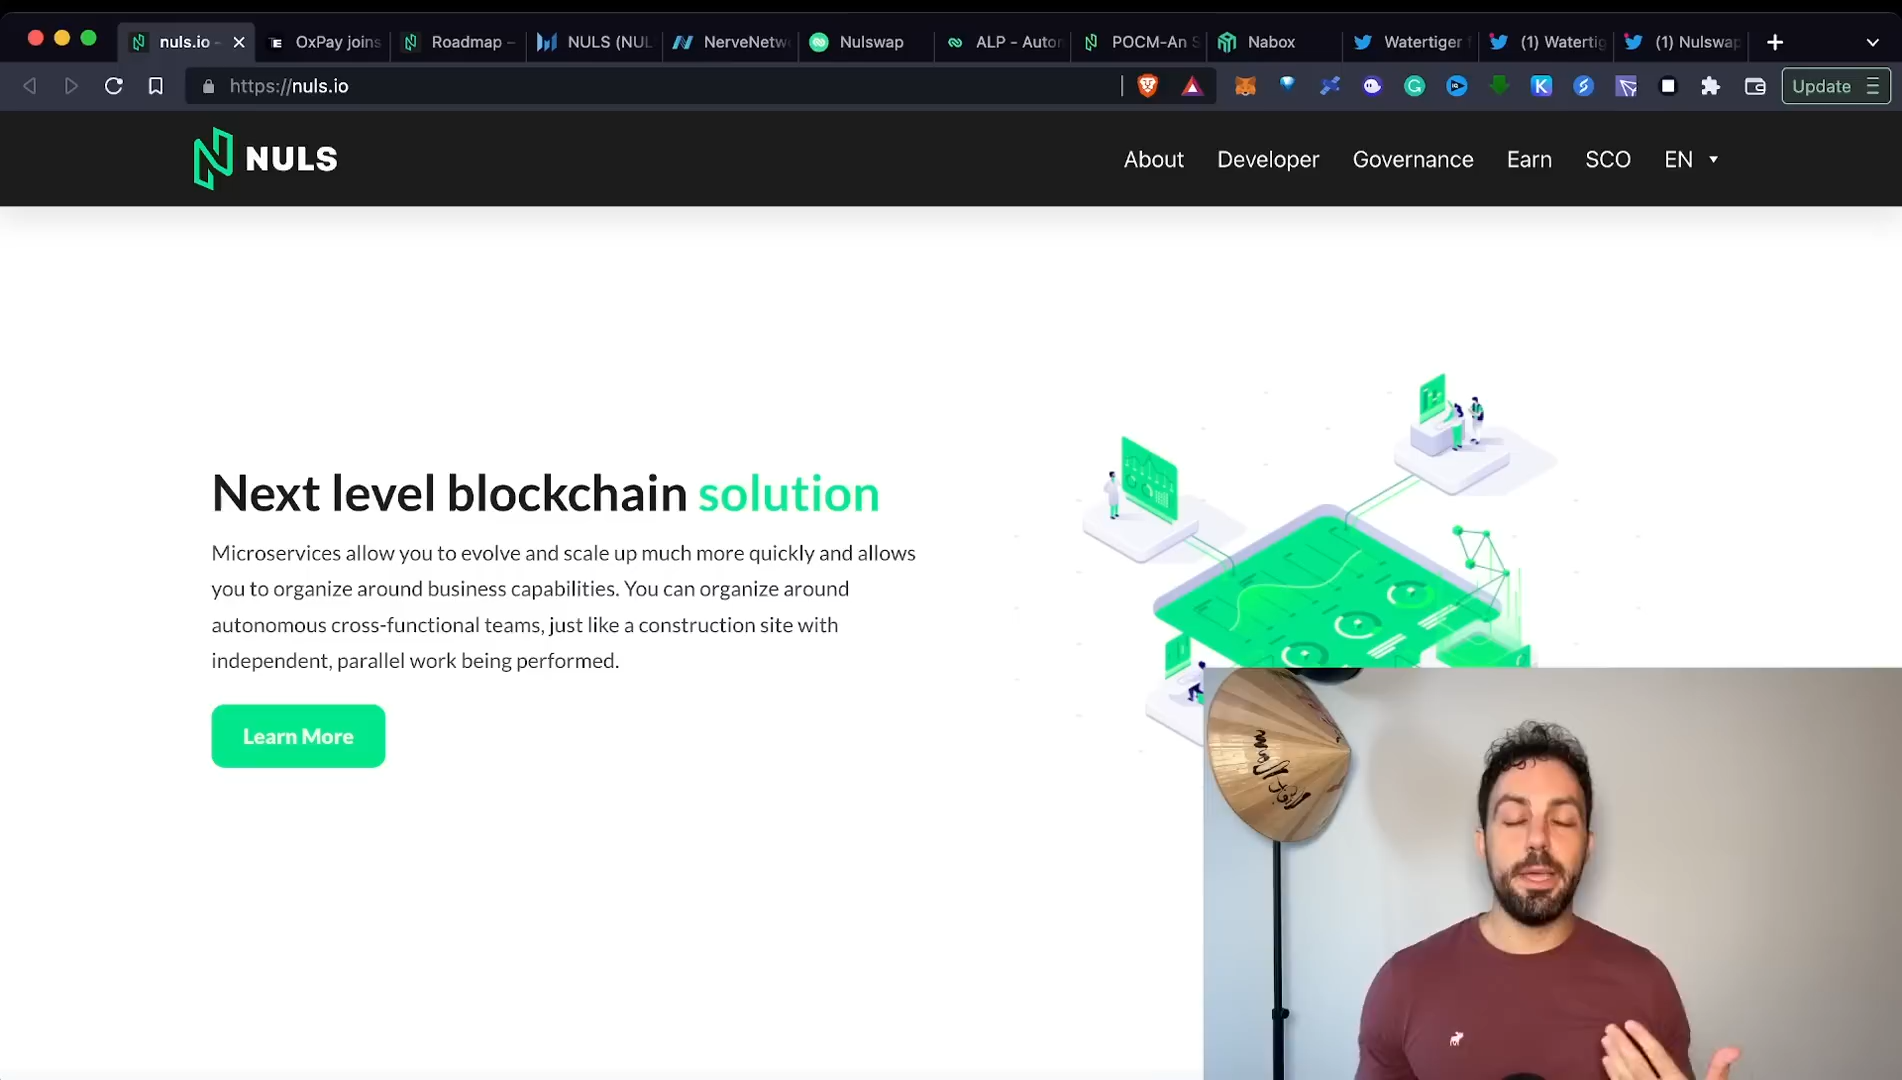 nuls.io -
OxPay joins
Roadmap -
NULS (NUL
NerveNetw
Nulswap
ALP - Auton
POCM-An S
Nabox
Watertiger f
(1) Watertig
(1) Nulswap
https://nuls.io
Update
NULS
About
Developer
Governance
Earn
SCO
EN
Next level blockchain solution
Microservices allow you to evolve and scale up much more quickly and allows
you to organize around business capabilities. You can organize around
autonomous cross-functional teams, just like a construction site with
independent, parallel work being performed.
Learn More